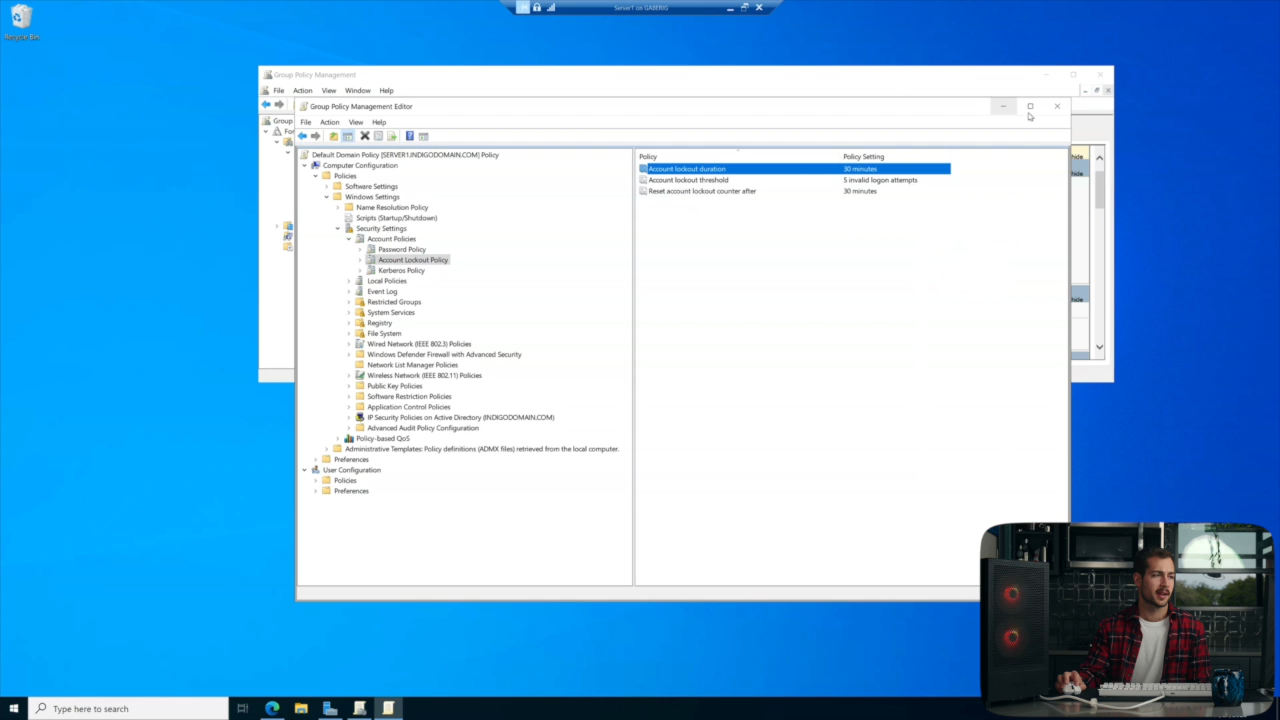 Server1 on GABERIG
Recycle Bin
Group Policy Management
File Action View Window Help
Group Policy Management Editor
Group
File Action View Help
Default Domain Policy [SERVER1.INDIGODOMAIN.COM] Policy
Computer Configuration
Policies
Software Settings
Windows Settings
Name Resolution Policy
Scripts (Startup/Shutdown)
Security Settings
Account Policies
Password Policy
Account Lockout Policy
Kerberos Policy
Local Policies
Event Log
Restricted Groups
System Services
Registry
File System
Wired Network (IEEE 802.3) Policies
Windows Defender Firewall with Advanced Security
Network List Manager Policies
Wireless Network (IEEE 802.11) Policies
Public Key Policies
Software Restriction Policies
Application Control Policies
IP Security Policies on Active Directory (INDIGODOMAIN.COM)
Advanced Audit Policy Configuration
Policy-based QoS
Administrative Templates: Policy definitions (ADMX files) retrieved from the local computer.
Preferences
User Configuration
Policies
Preferences
Policy Policy Setting
Account lockout duration 30 minutes
Account lockout threshold 5 invalid logon attempts
Reset account lockout counter after 30 minutes
hide
hide
hide
Type here to search